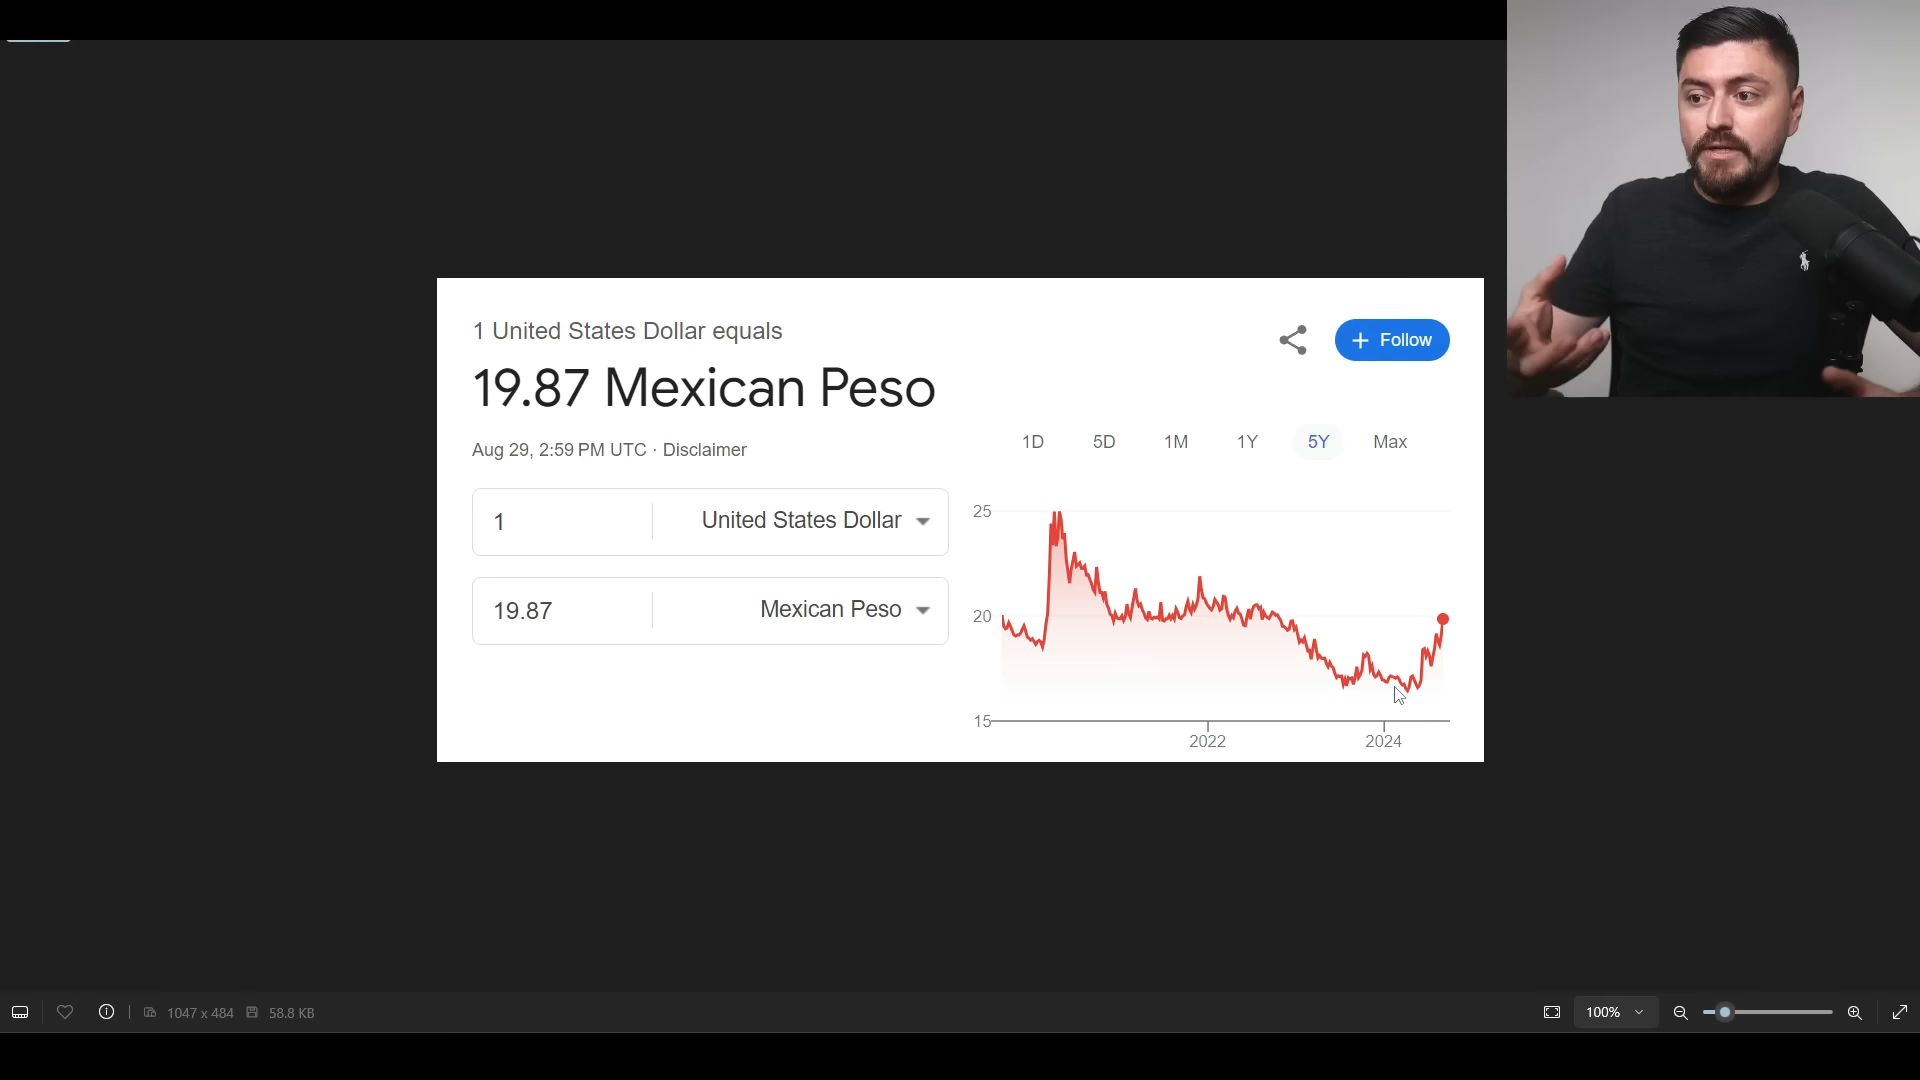 1 United States Dollar equals
Follow
19.87 Mexican Peso
Aug 29, 2:59 PM UTC · Disclaimer
1D 5D 1M 1Y 5Y Max
1 United States Dollar
19.87 Mexican Peso
25
20
15
2022 2024
1047 x 484 58.8 KB
100%